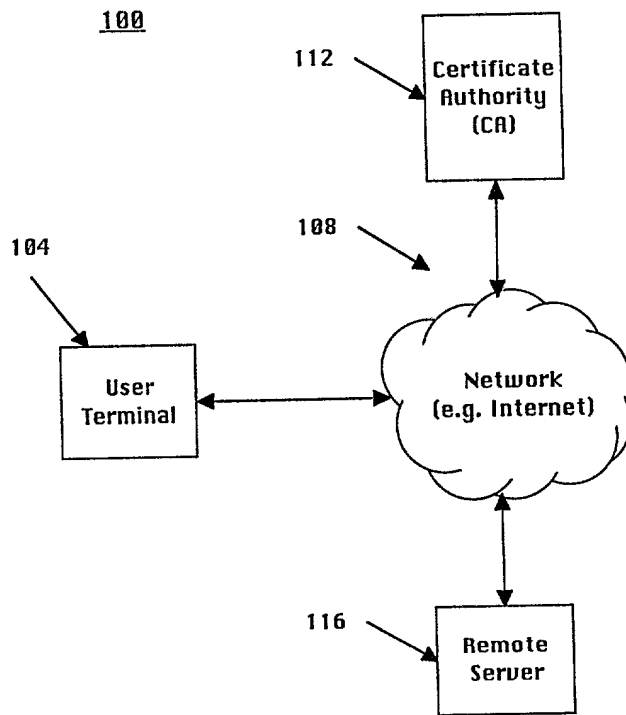 100
112
Certificate
Authority
(CA)
108
104
User
Terminal
Network
(e.g. Internet)
116
Remote
Server